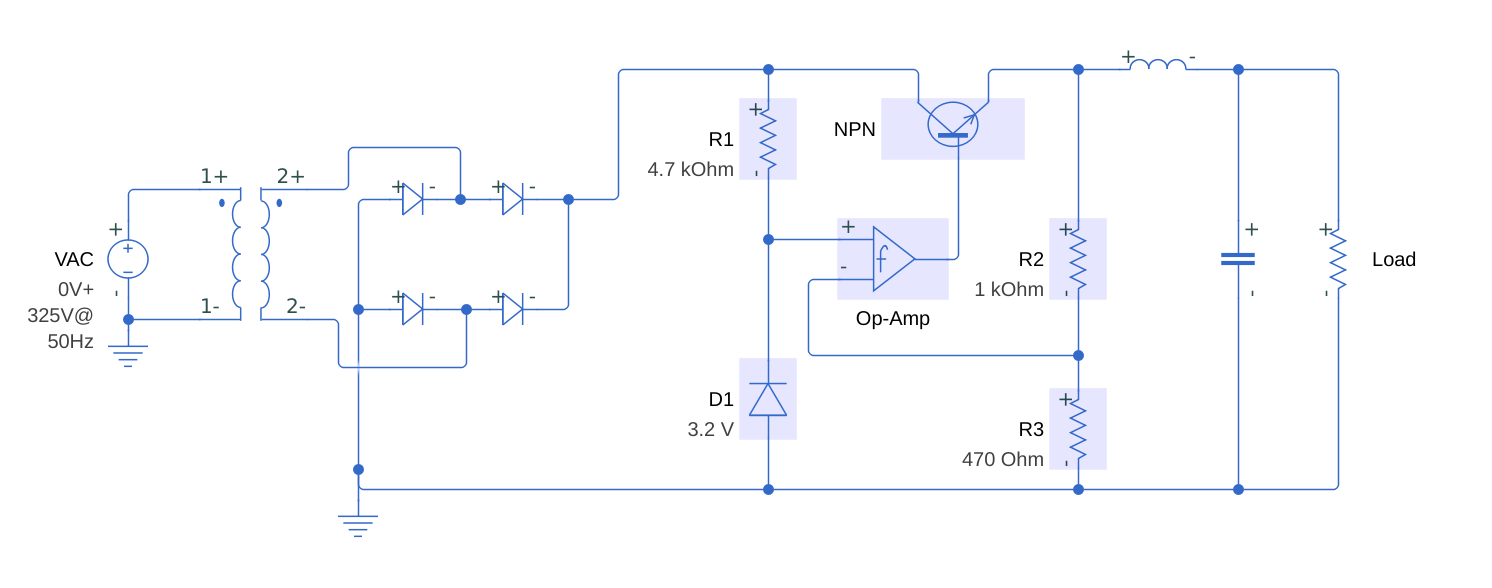 1+
2+
+
VAC
0V+
325V@
50Hz
+
−
-
1-
2-
+
-
+
-
+
-
+
-
R1
4.7 kOhm
+
-
NPN
+
-
f
Op-Amp
D1
3.2 V
R2
1 kOhm
+
-
R3
470 Ohm
+
-
+
-
+
-
+
-
Load